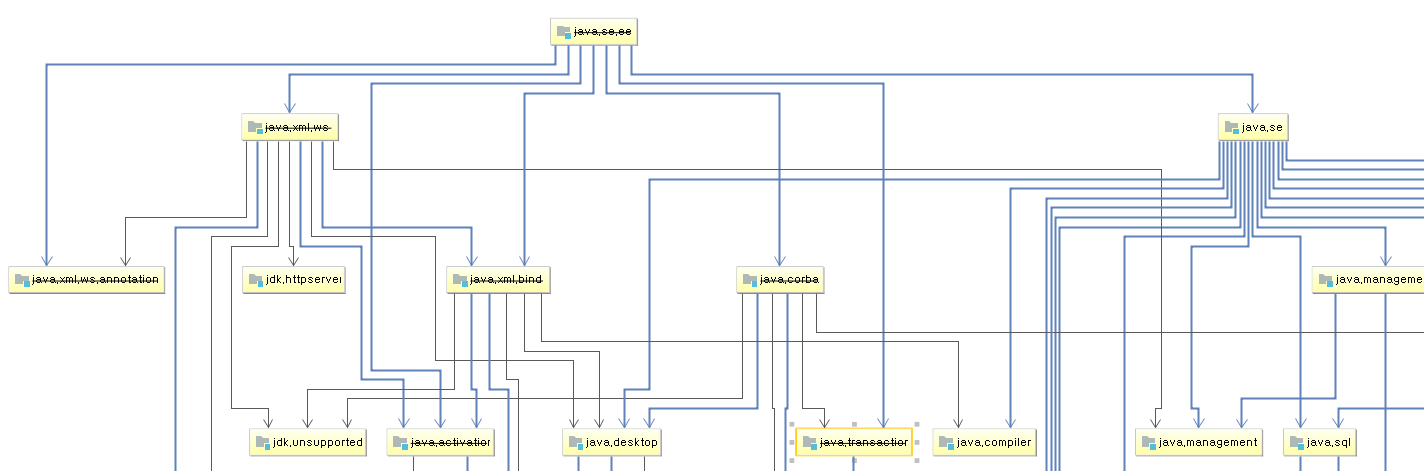 java,se,ee
java,xml,ws
java,se
java,xml,ws,annotation
jdk,httpserver
java,xml,bind
java,corba
java,manageme
jdk,unsupported
java,activation
java,desktop
java,transaction
java,compiler
java,management
java,sql